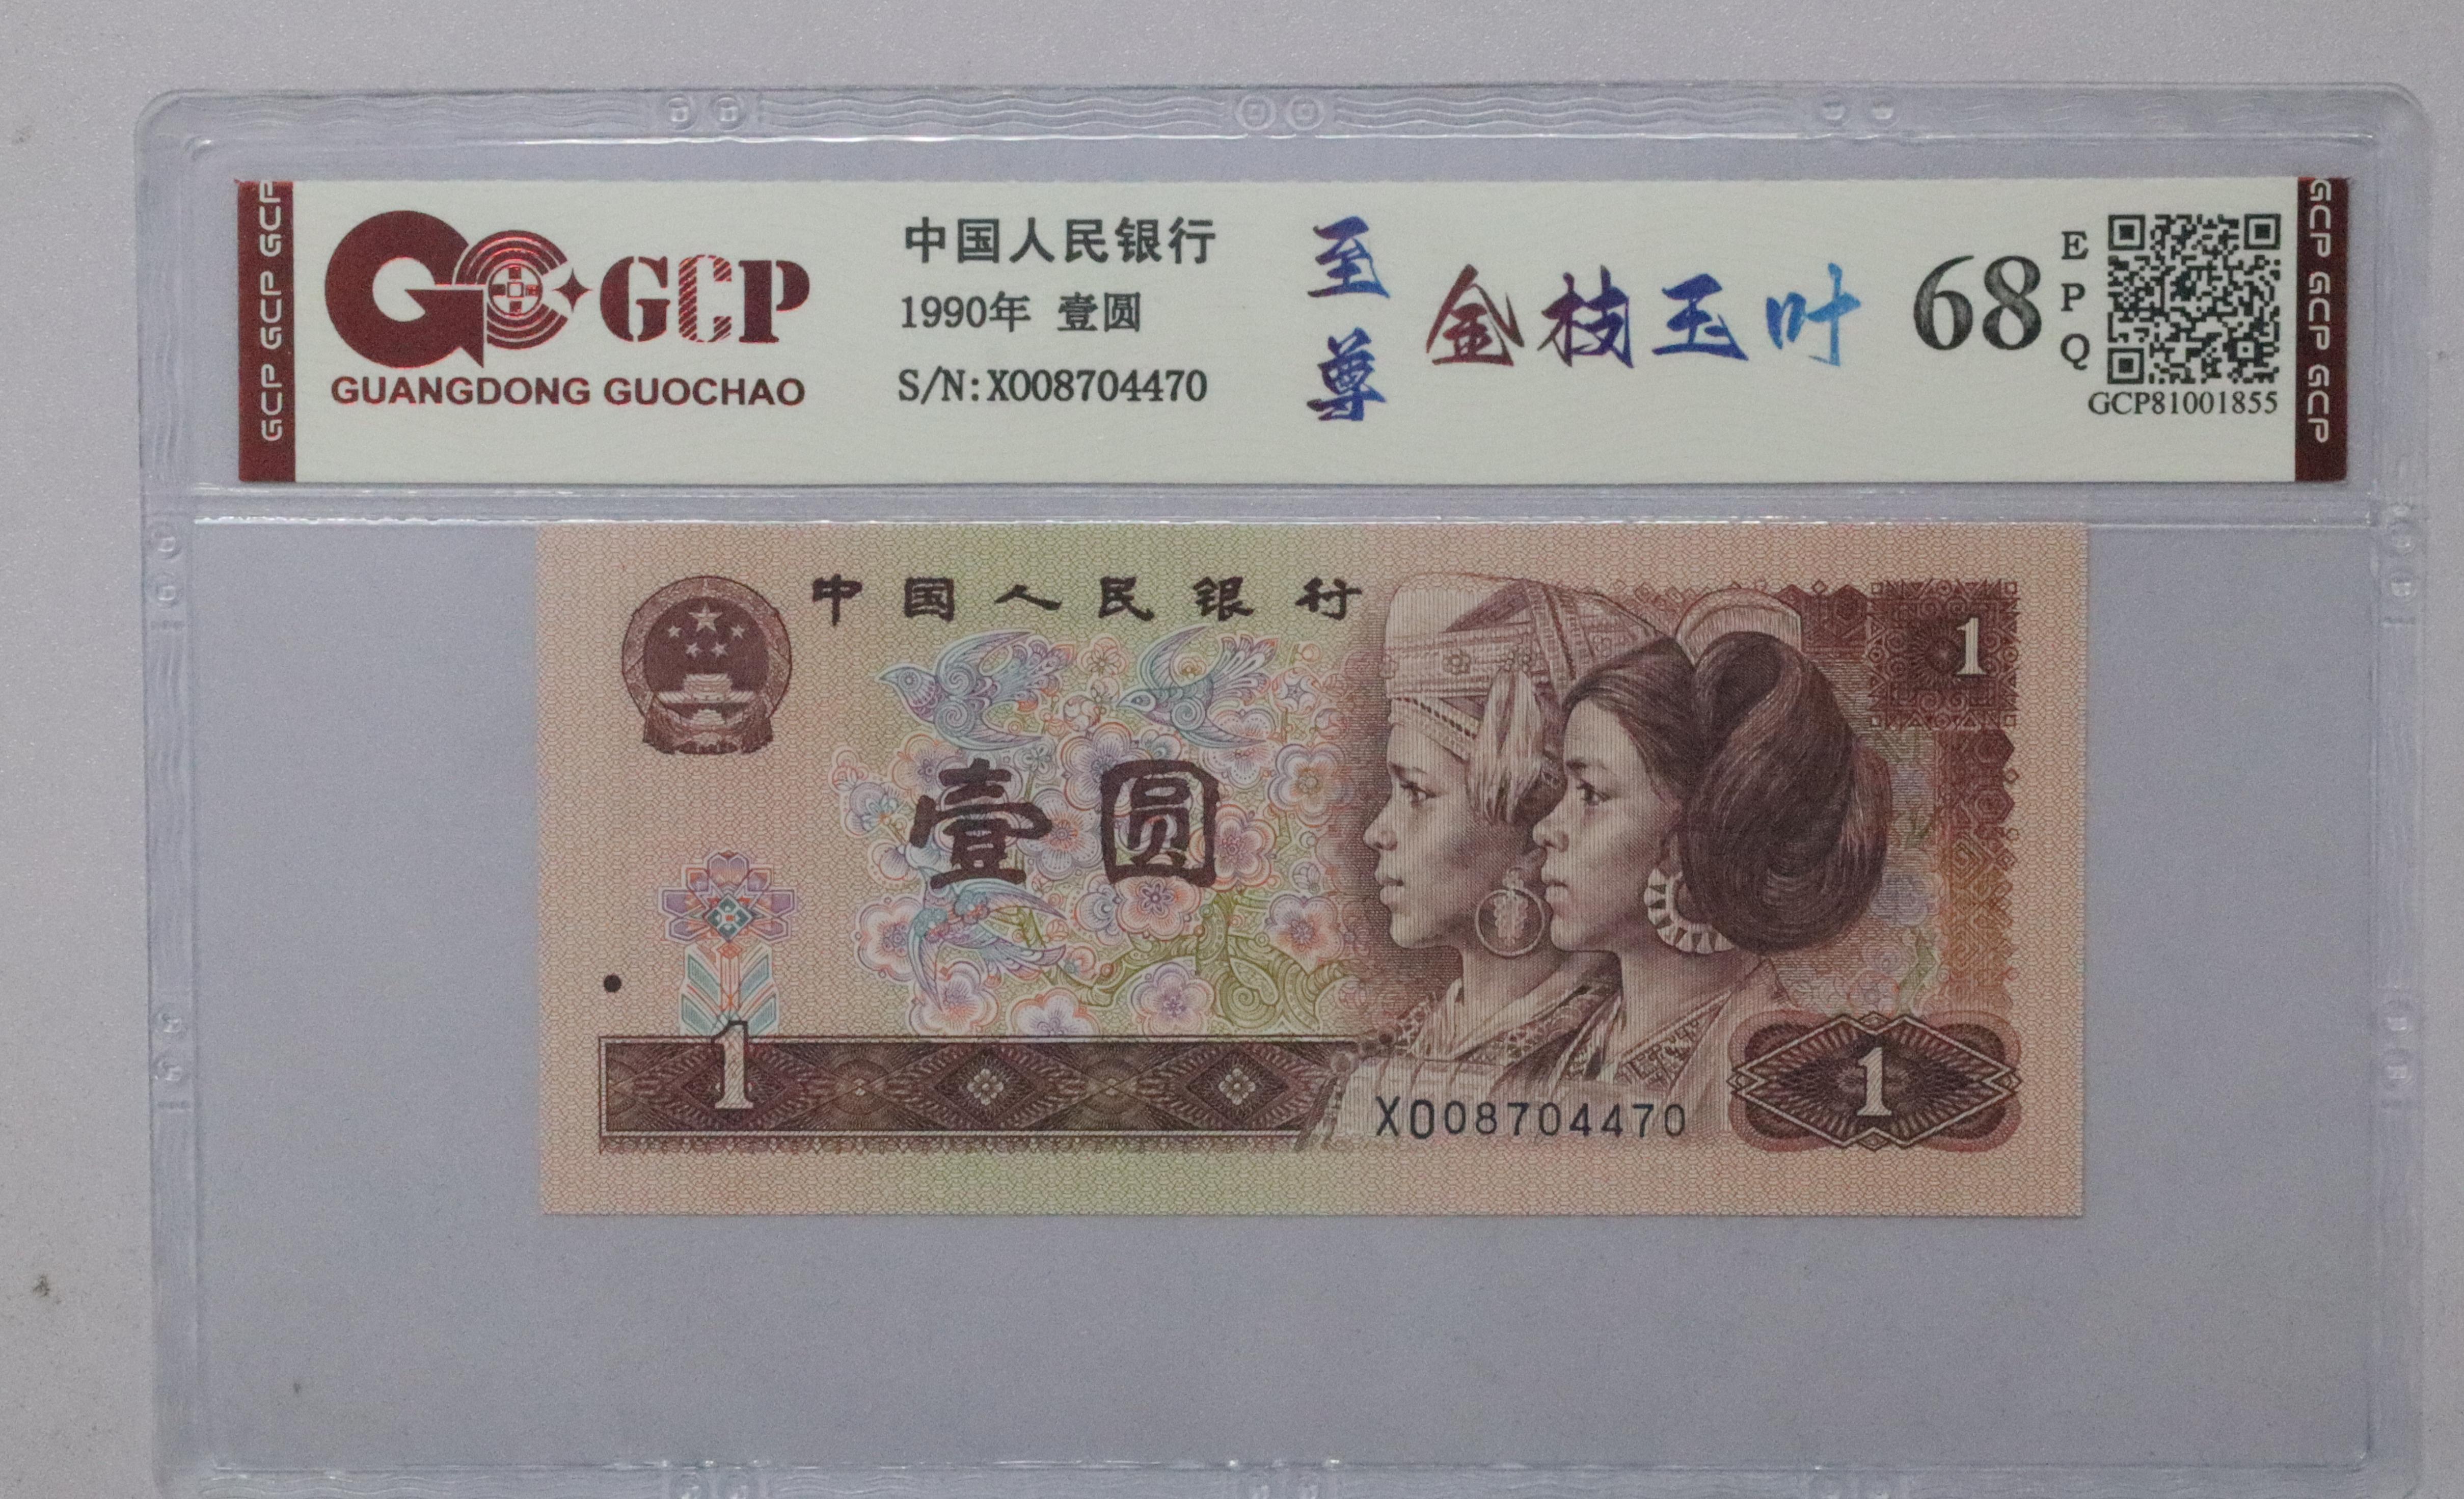 GCP GCP GCP
GCP
GUANGDONG GUOCHAO
中国人民银行
1990年 壹圆
S/N:XO08704470
至尊
金枝玉叶
68
EPQ
GCP81001855
GCP GCP GCP
中国人民银行
1
壹圆
1
XO08704470
1